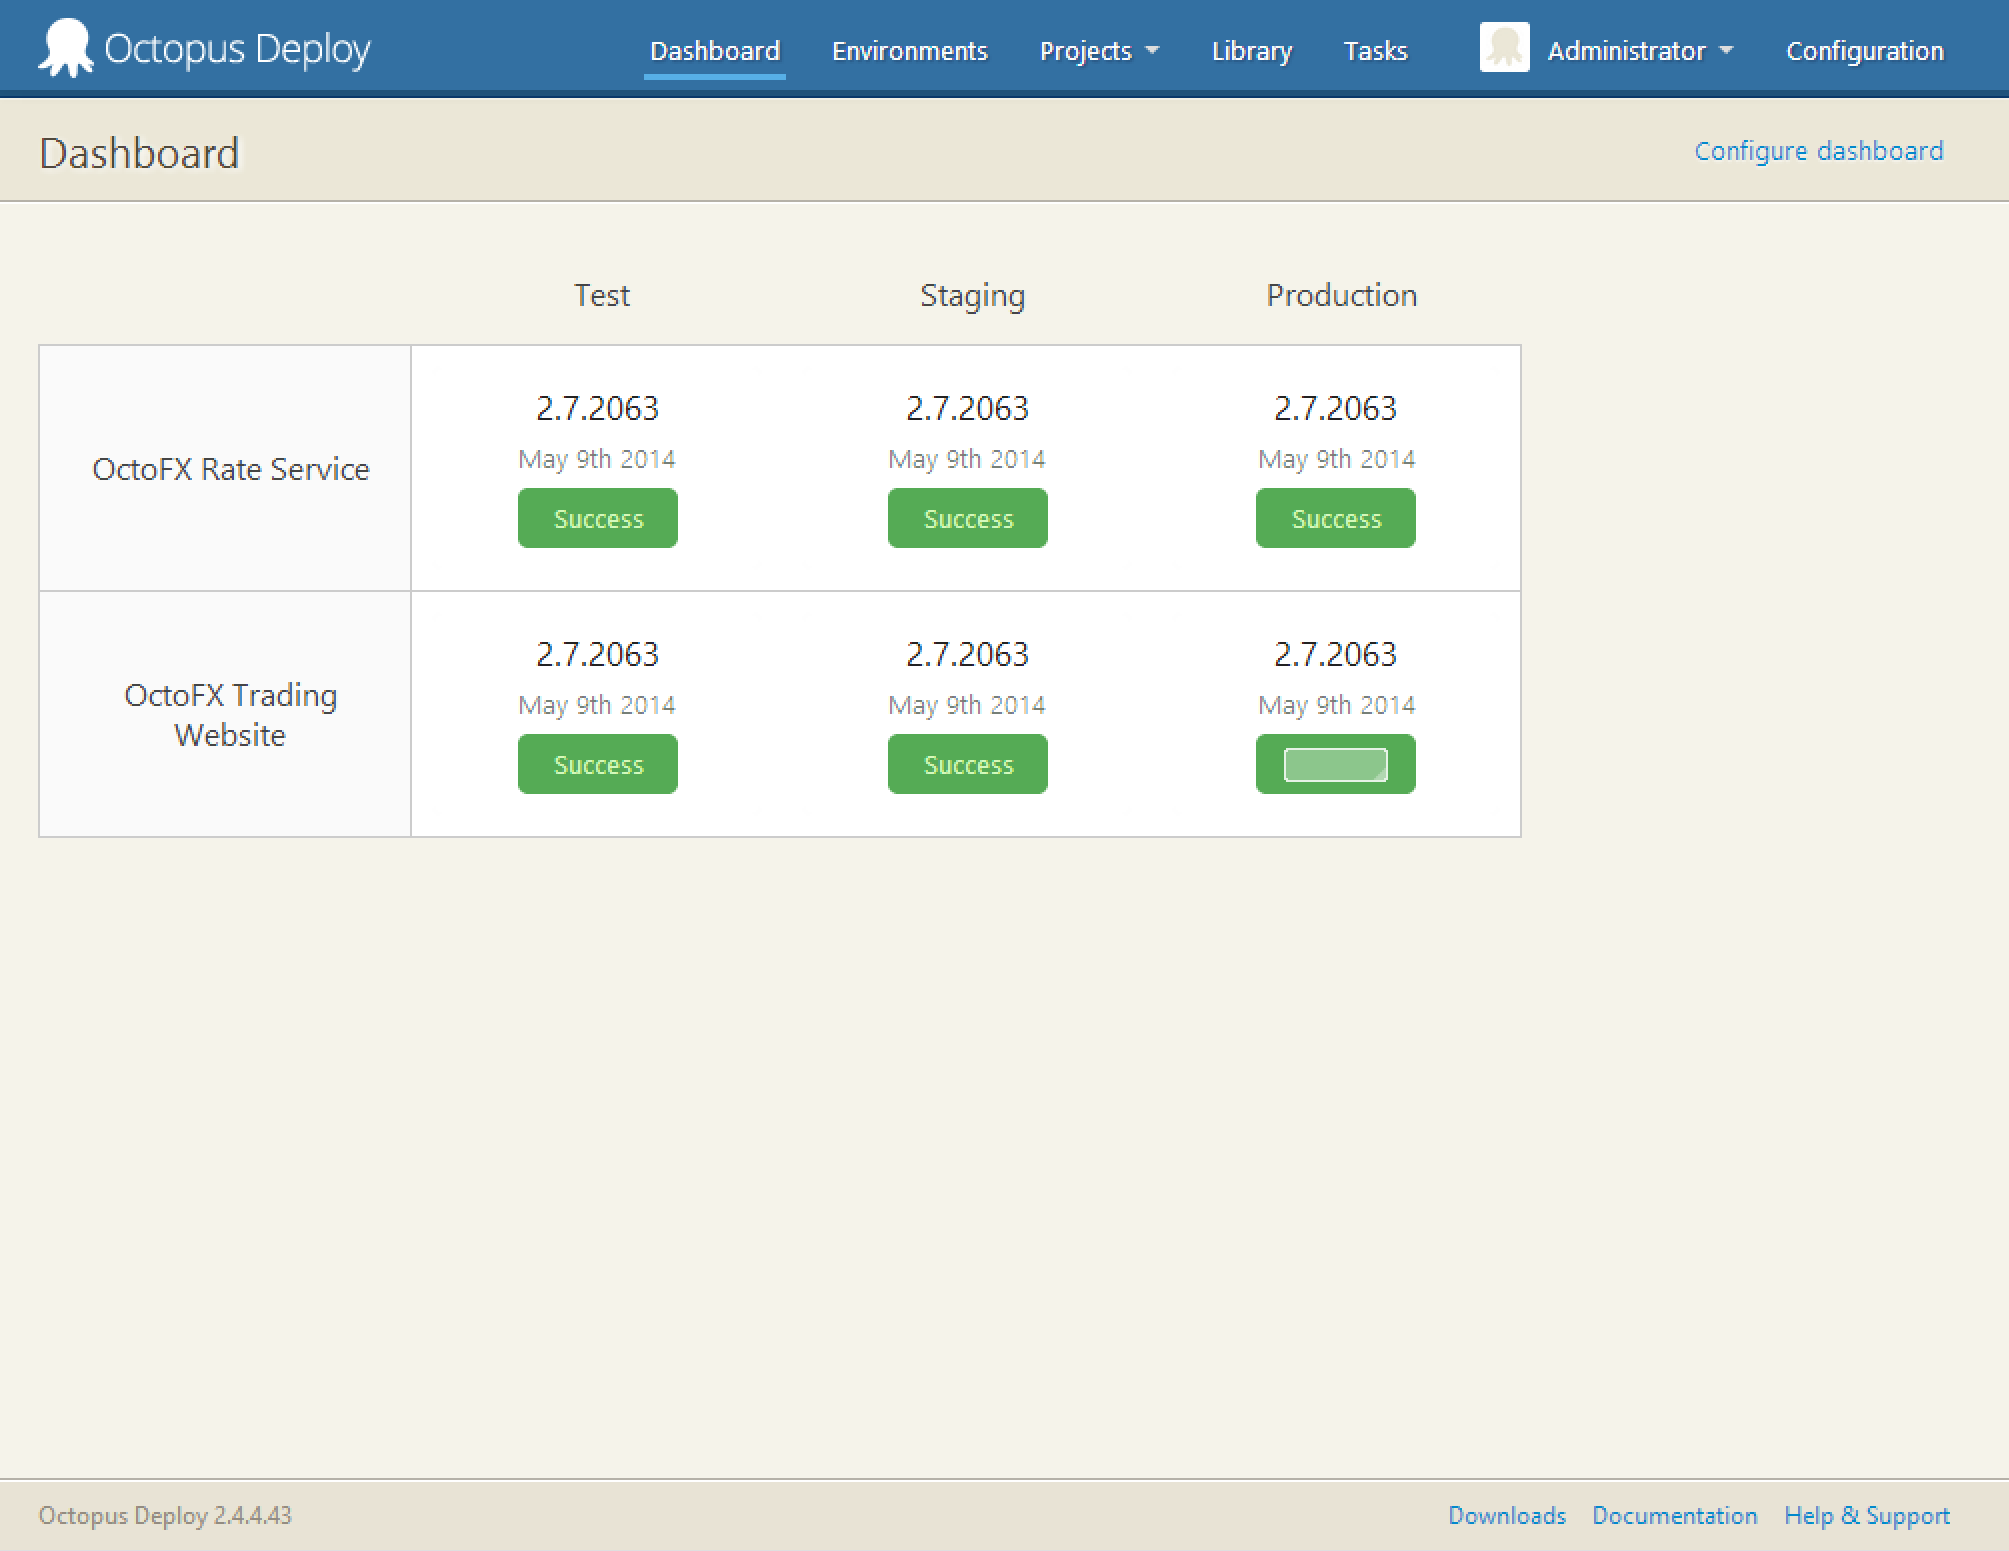 Octopus Deploy
Dashboard Environments Projects Library Tasks Administrator Configuration
Dashboard
Configure dashboard
Test Staging Production
OctoFX Rate Service
2.7.2063 2.7.2063 2.7.2063
May 9th 2014 May 9th 2014 May 9th 2014
Success Success Success
OctoFX Trading
Website
2.7.2063 2.7.2063 2.7.2063
May 9th 2014 May 9th 2014 May 9th 2014
Success Success
Octopus Deploy 2.4.4.43
Downloads Documentation Help & Support